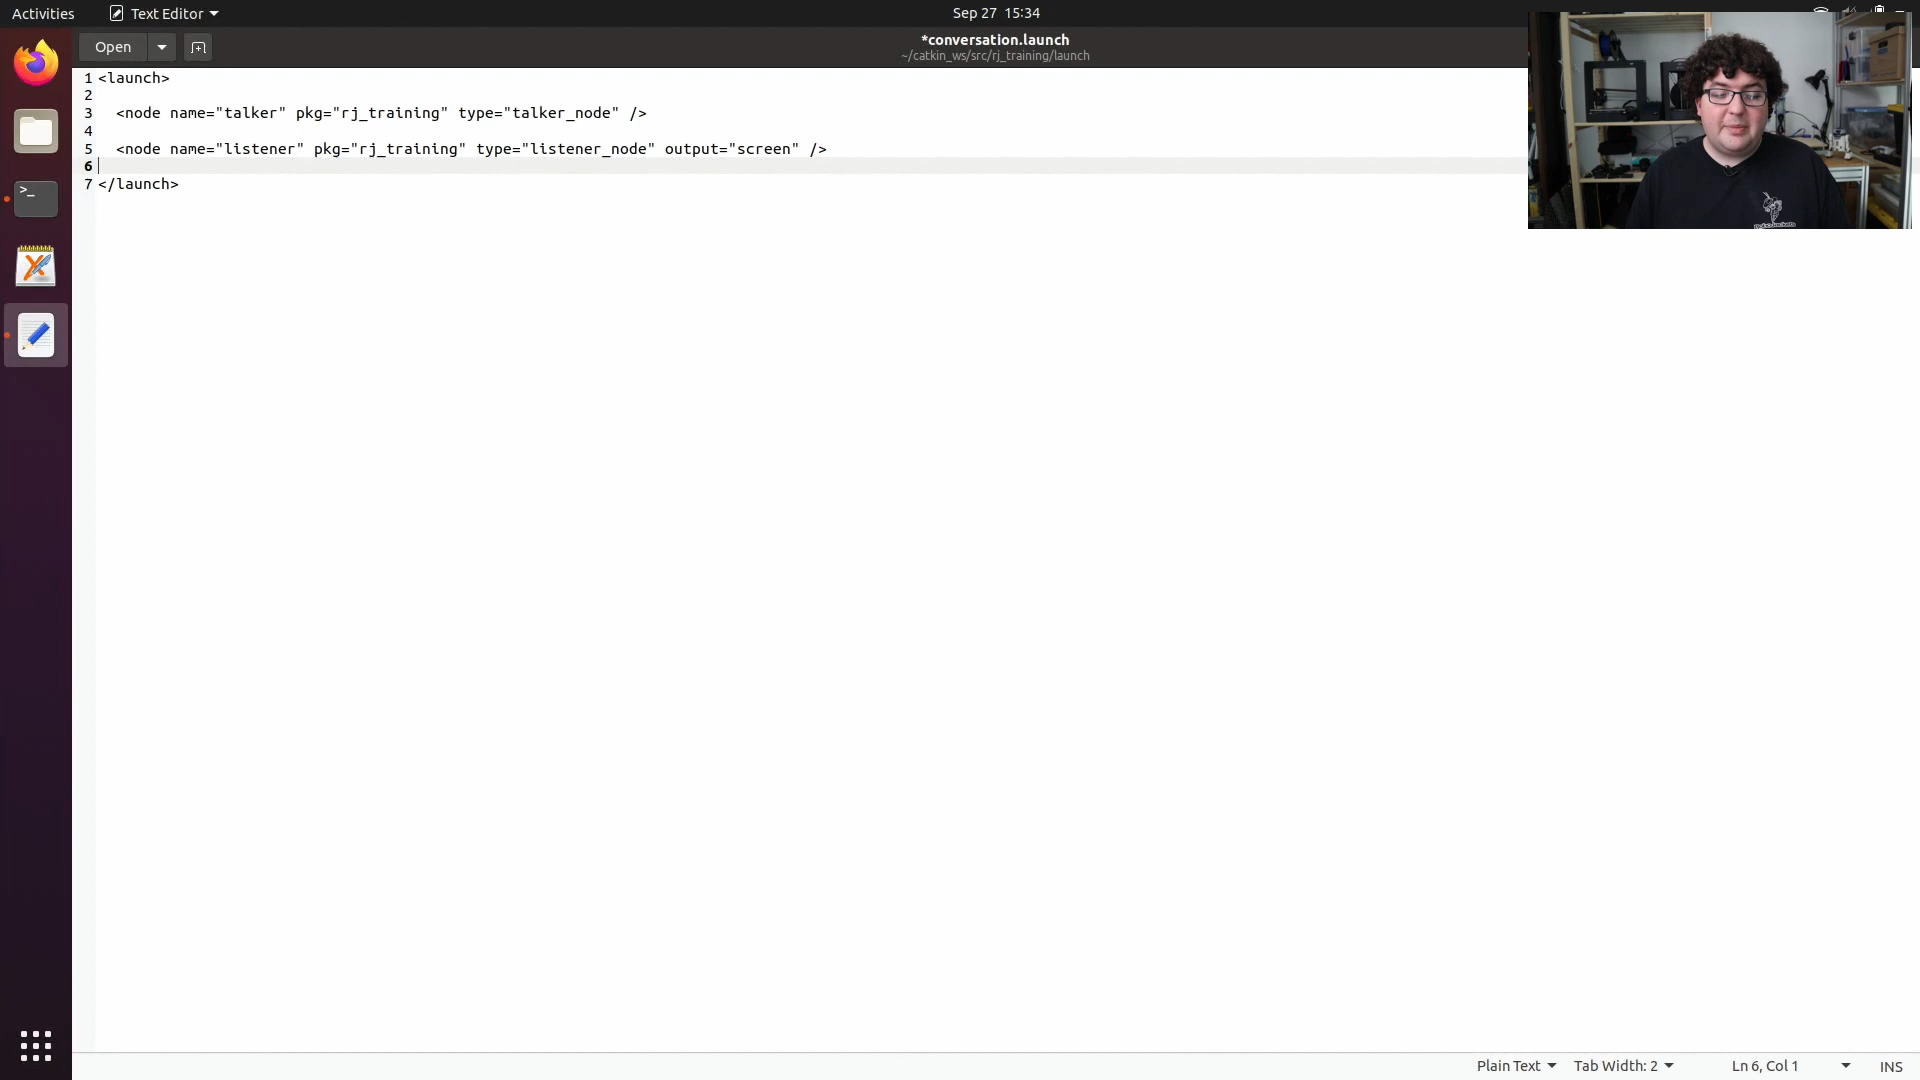 Activities
Text Editor
Sep 27 15:34
Open
*conversation.launch
~/catkin_ws/src/rj_training/launch
1 <launch>
2
3 <node name="talker" pkg="rj_training" type="talker_node" />
4
5 <node name="listener" pkg="rj_training" type="listener_node" output="screen" />
6
7 </launch>
Plain Text
Tab Width: 2
Ln 6, Col 1
INS